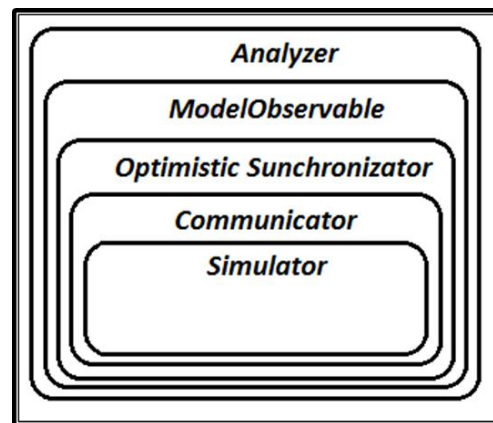 Analyzer
ModelObservable
Optimistic Sunchronizator
Communicator
Simulator